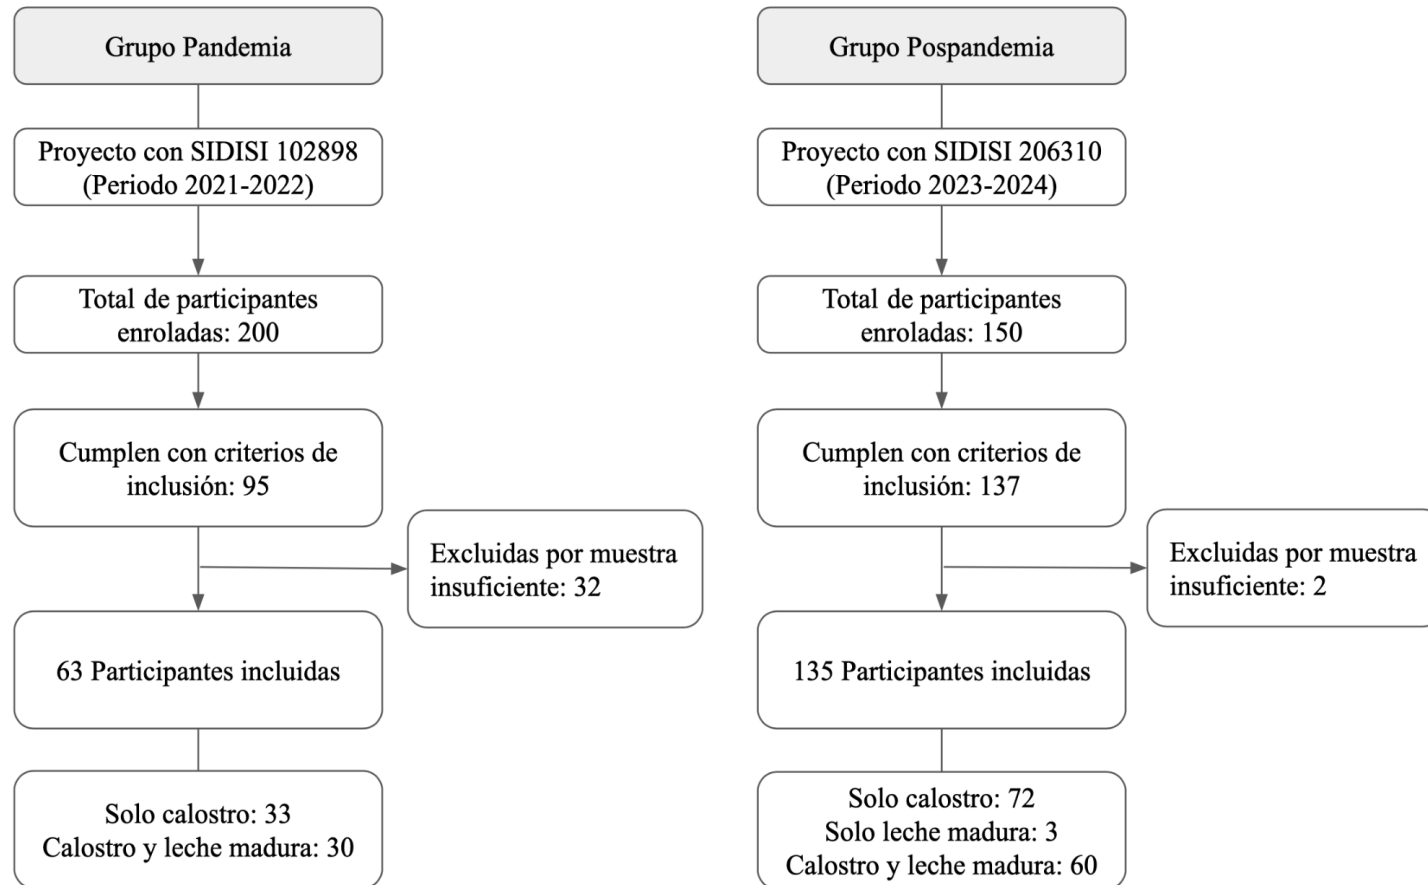 Grupo Pandemia
Proyecto con SIDISI 102898
(Periodo 2021-2022)
Total de participantes
enroladas: 200
Cumplen con criterios de
inclusión: 95
Excluidas por muestra
insuficiente: 32
63 Participantes incluidas
Solo calostro: 33
Calostro y leche madura: 30
Grupo Pospandemia
Proyecto con SIDISI 206310
(Periodo 2023-2024)
Total de participantes
enroladas: 150
Cumplen con criterios de
inclusión: 137
Excluidas por muestra
insuficiente: 2
135 Participantes incluidas
Solo calostro: 72
Solo leche madura: 3
Calostro y leche madura: 60